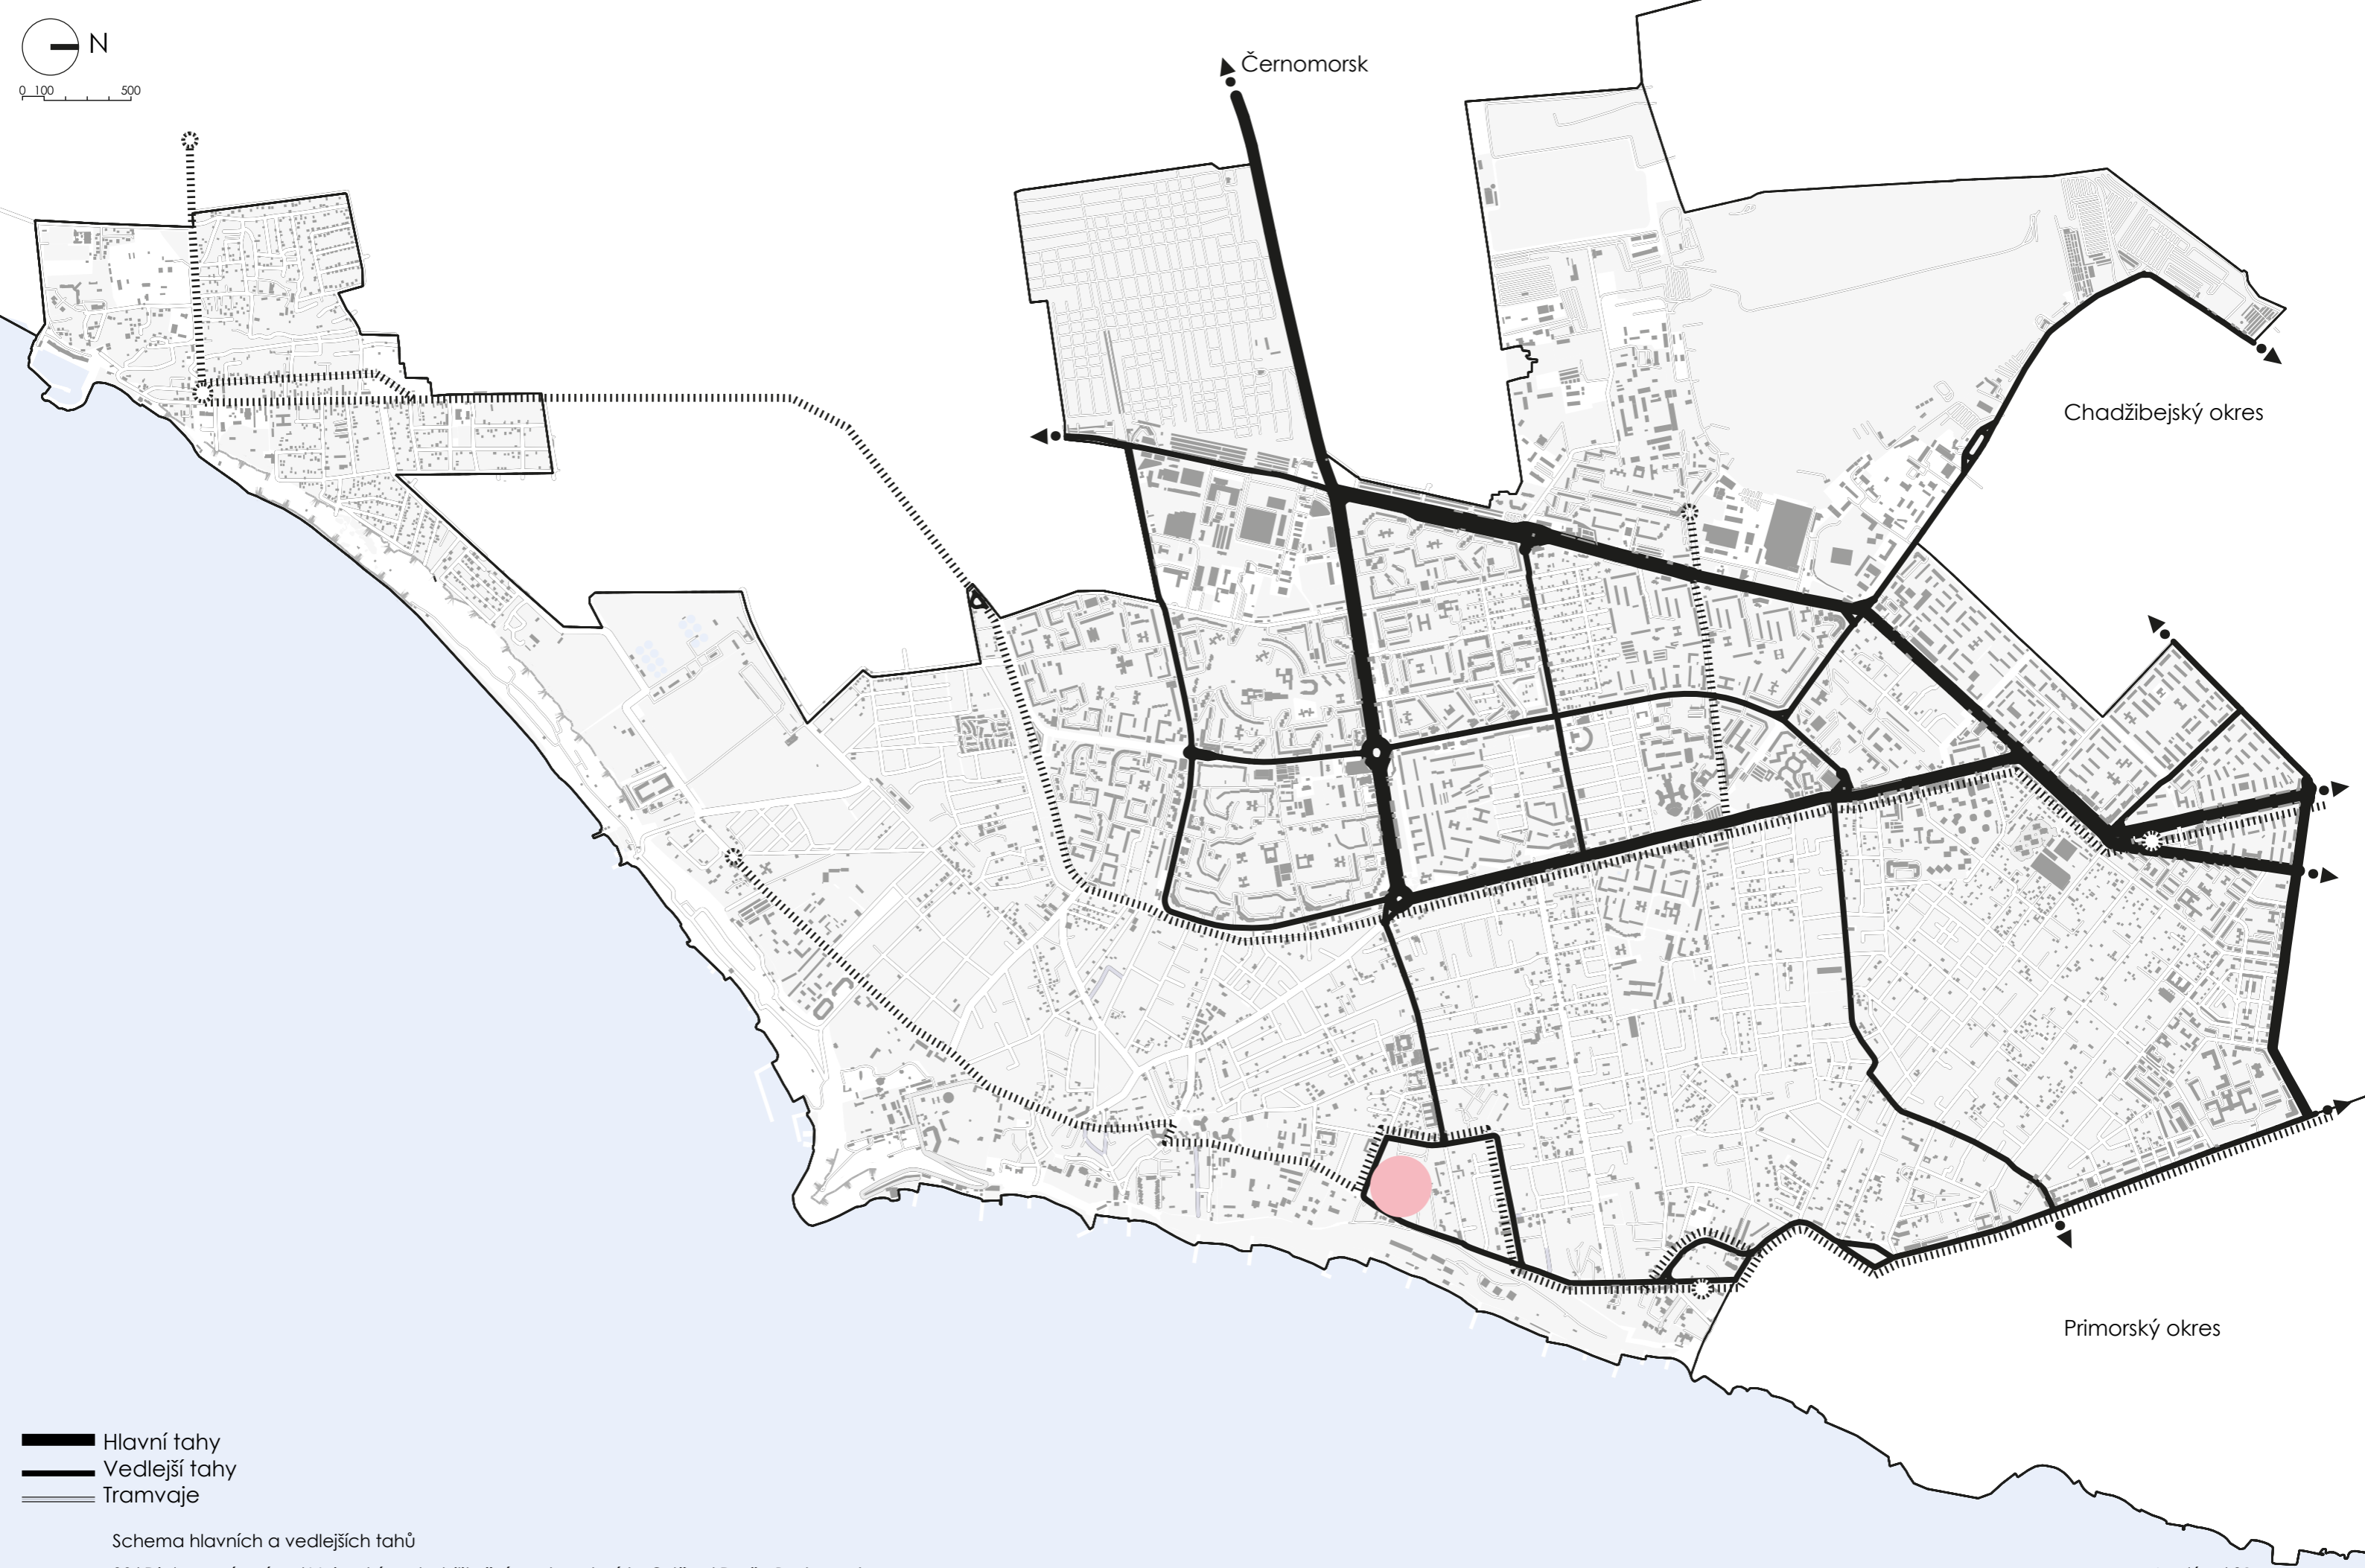 N
0 100 500
Černomorsk
Chadžibejský okres
Primorský okres
Hlavní tahy
Vedlejší tahy
Tramvaje
Schema hlavních a vedlejších tahů